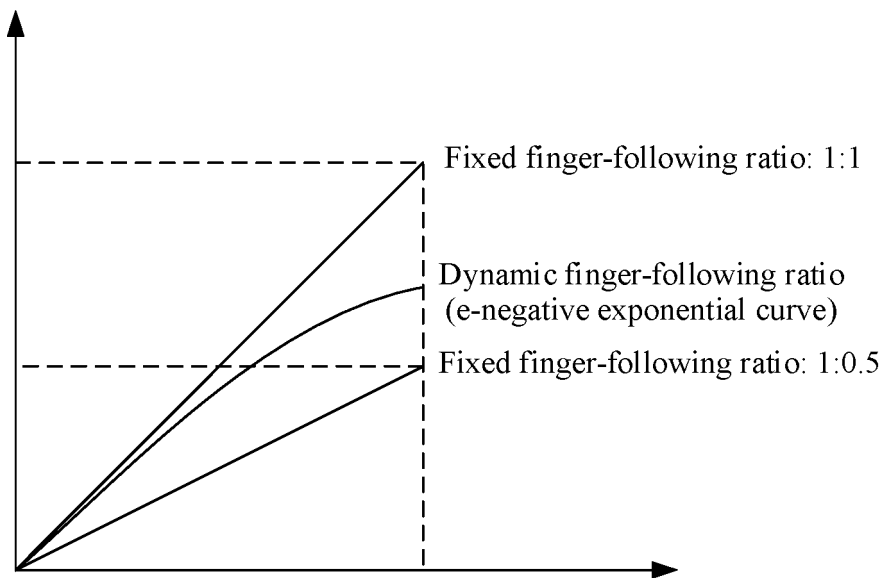 Fixed finger-following ratio: 1:1
Dynamic finger-following ratio
(e-negative exponential curve)
Fixed finger-following ratio: 1:0.5